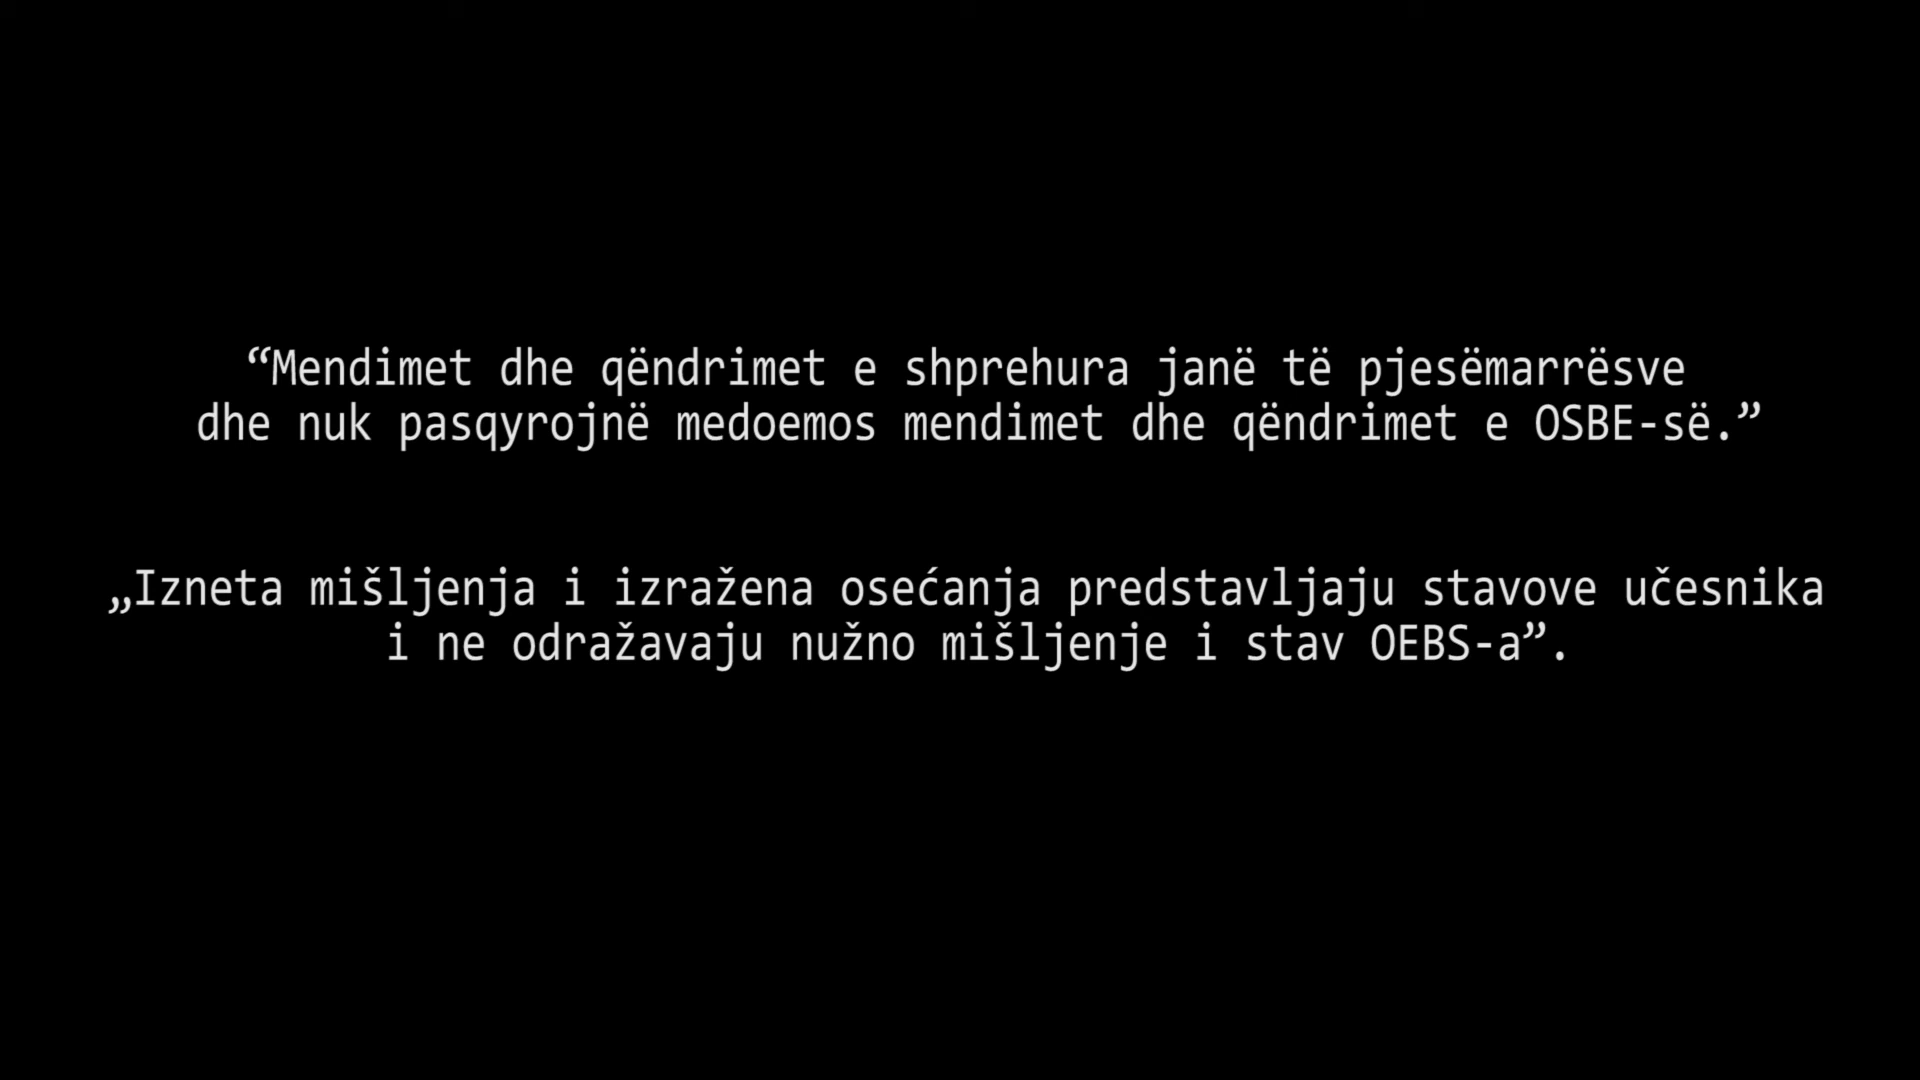 “Mendimet dhe qëndrimet e shprehura janë të pjesëmarrësve
dhe nuk pasqyrojnë medoemos mendimet dhe qëndrimet e OSBE-së.”
„Izneta mišljenja i izražena osećanja predstavljaju stavove učesnika
i ne odražavaju nužno mišljenje i stav OEBS-a”.